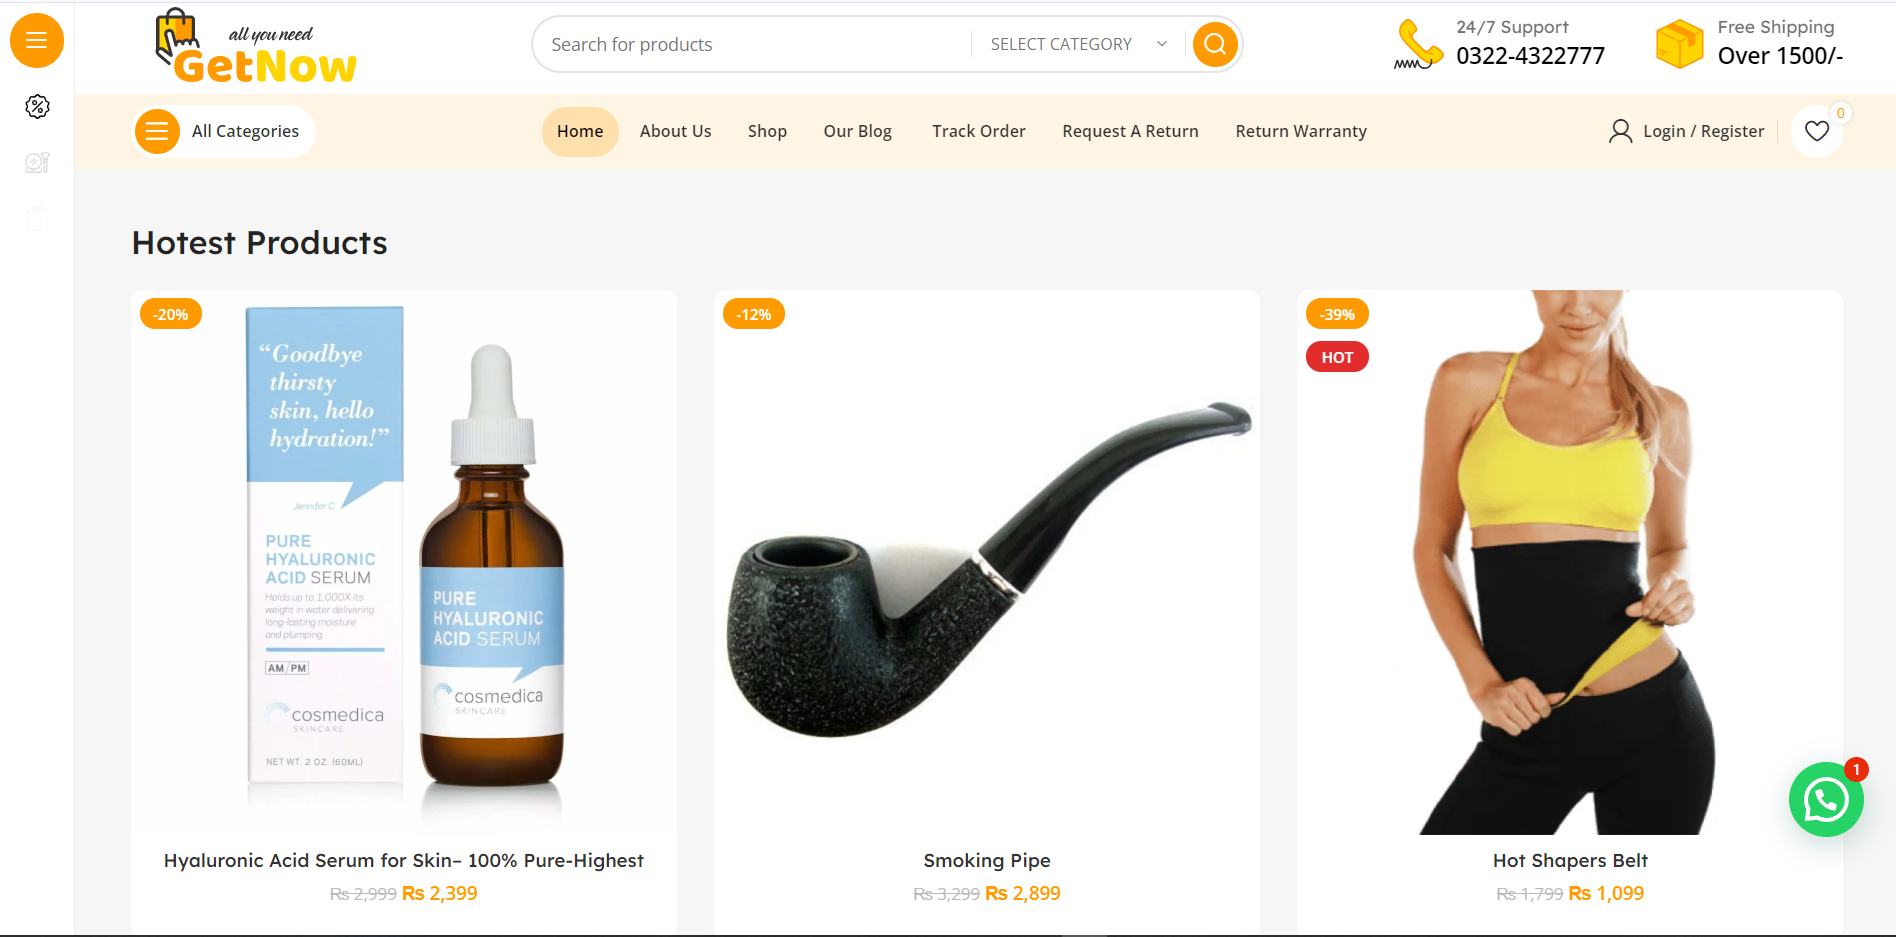 all you need
GetNow
Search for products
SELECT CATEGORY
24/7 Support
0322-4322777
Free Shipping
Over 1500/-
All Categories
Home
About Us
Shop
Our Blog
Track Order
Request A Return
Return Warranty
Login / Register
0
Hotest Products
-20%
“Goodbye
thirsty
skin, hello
hydration!”
Jennifer C
PURE
HYALURONIC
ACID SERUM
Holds up to 1,000X its
weight in water delivering
long-lasting moisture
and plumping
AM/PM
cosmedica
SKINCARE
NET WT. 2 OZ. (60ML)
PURE
HYALURONIC
ACID SERUM
cosmedica
SKINCARE
Hyaluronic Acid Serum for Skin– 100% Pure-Highest
₨ 2,999 ₨ 2,399
-12%
Smoking Pipe
₨ 3,299 ₨ 2,899
-39%
HOT
Hot Shapers Belt
₨ 1,799 ₨ 1,099
1